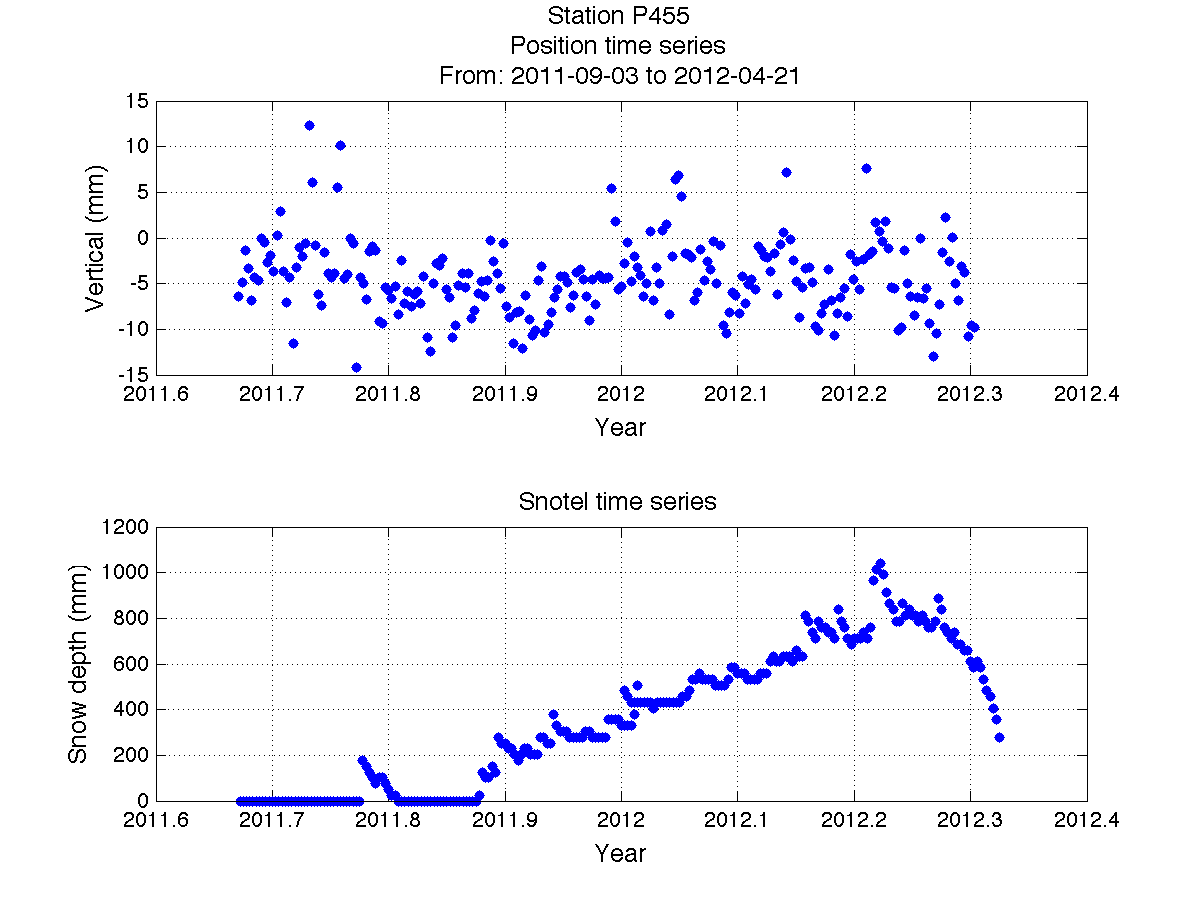 Station P455
Position time series
From: 2011-09-03 to 2012-04-21
15
10
5
0
-5
-10
-15
Vertical (mm)
2011.6 2011.7 2011.8 2011.9 2012 2012.1 2012.2 2012.3 2012.4
Year
Snotel time series
1200
1000
800
600
400
200
0
Snow depth (mm)
2011.6 2011.7 2011.8 2011.9 2012 2012.1 2012.2 2012.3 2012.4
Year